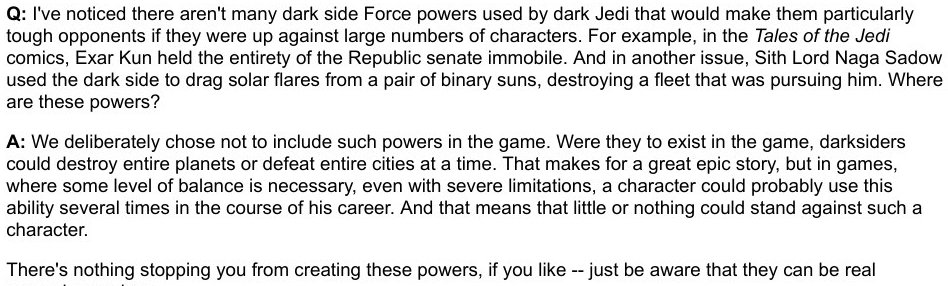 Q: I've noticed there aren't many dark side Force powers used by dark Jedi that would make them particularly
tough opponents if they were up against large numbers of characters. For example, in the Tales of the Jedi
comics, Exar Kun held the entirety of the Republic senate immobile. And in another issue, Sith Lord Naga Sadow
used the dark side to drag solar flares from a pair of binary suns, destroying a fleet that was pursuing him. Where
are these powers?
A: We deliberately chose not to include such powers in the game. Were they to exist in the game, darksiders
could destroy entire planets or defeat entire cities at a time. That makes for a great epic story, but in games,
where some level of balance is necessary, even with severe limitations, a character could probably use this
ability several times in the course of his career. And that means that little or nothing could stand against such a
character.
There's nothing stopping you from creating these powers, if you like -- just be aware that they can be real